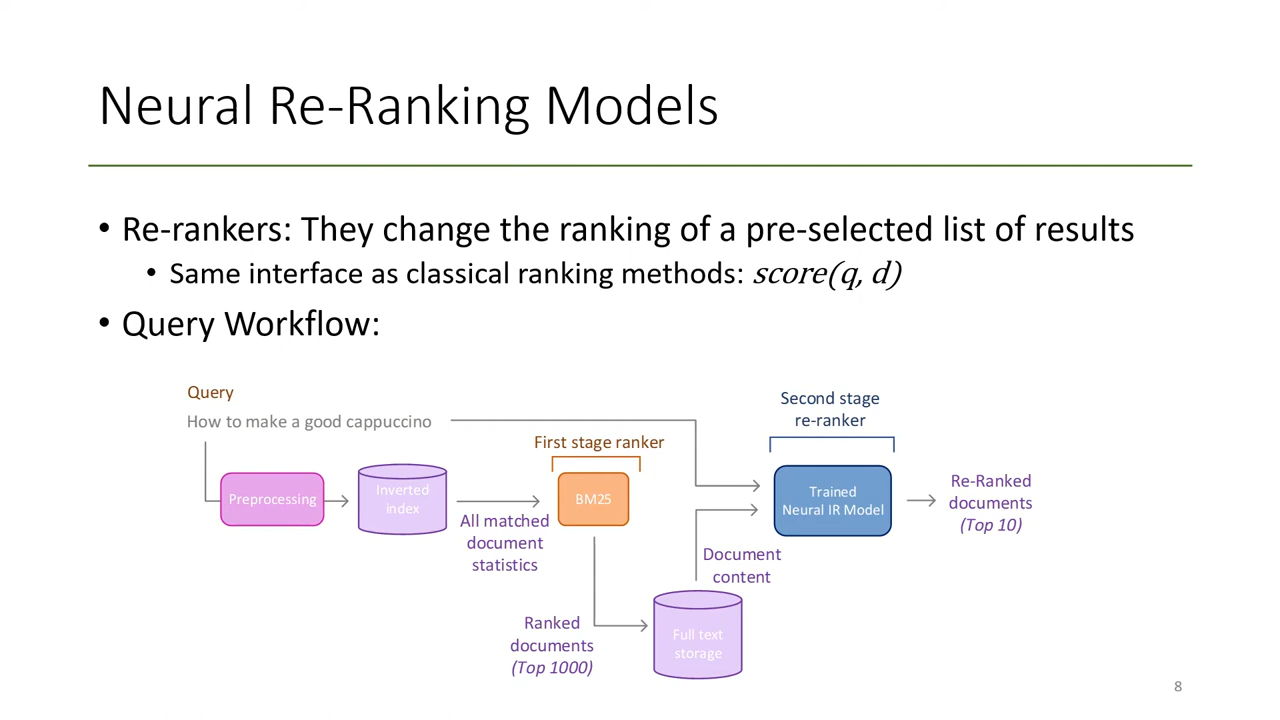 Neural Re-Ranking Models
• Re-rankers: They change the ranking of a pre-selected list of results
• Same interface as classical ranking methods: score(q, d)
• Query Workflow:
Query
How to make a good cappuccino
Preprocessing
Inverted
index
All matched
document
statistics
First stage ranker
BM25
Ranked
documents
(Top 1000)
Full text
storage
Document
content
Second stage
re-ranker
Trained
Neural IR Model
Re-Ranked
documents
(Top 10)
8